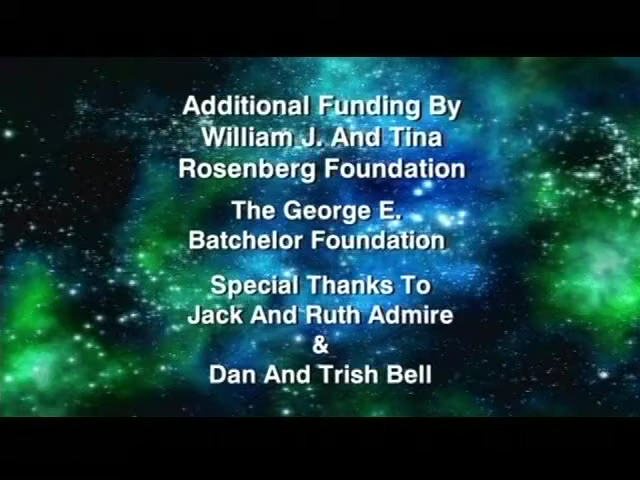 Additional Funding By
William J. And Tina
Rosenberg Foundation
The George E.
Batchelor Foundation
Special Thanks To
Jack And Ruth Admire
&
Dan And Trish Bell